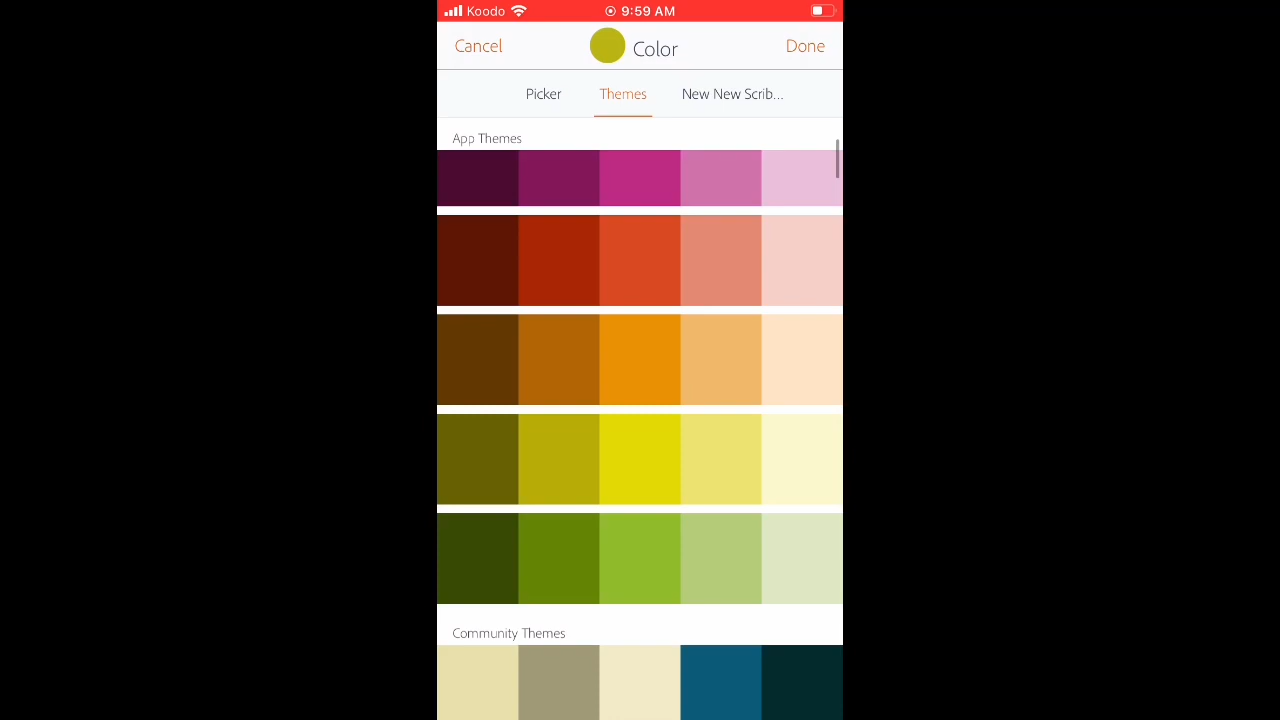 Koodo 9:59 AM
Cancel Color Done
Picker Themes New New Scrib...
App Themes
Community Themes